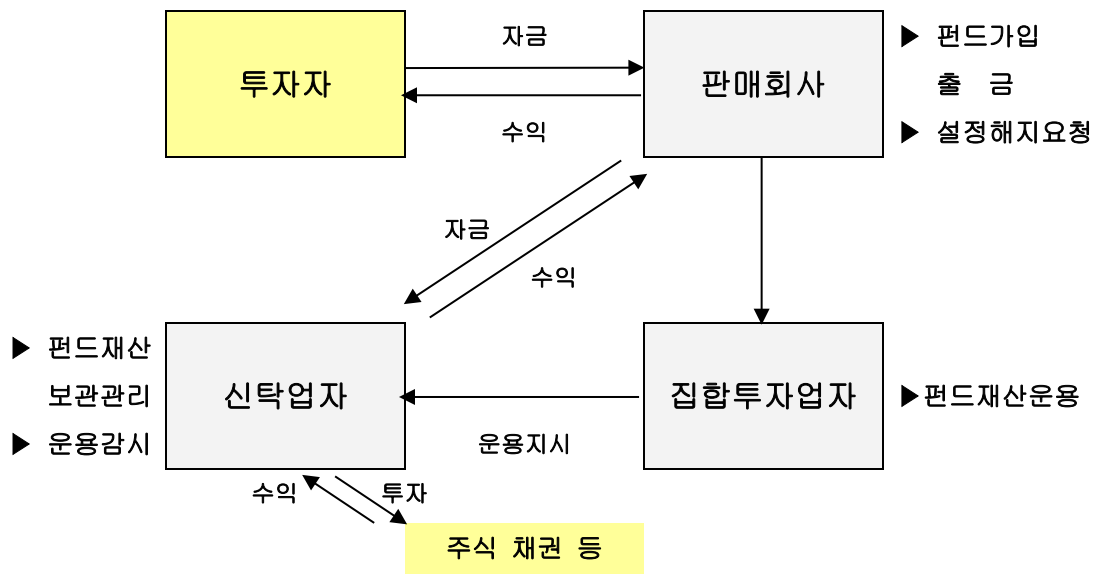 자금
투자자
판매회사
▶ 펀드가입
출 금
▶ 설정해지요청
수익
자금
수익
▶ 펀드재산
보관관리
▶ 운용감시
신탁업자
집합투자업자
▶펀드재산운용
운용지시
수익
투자
주식 채권 등